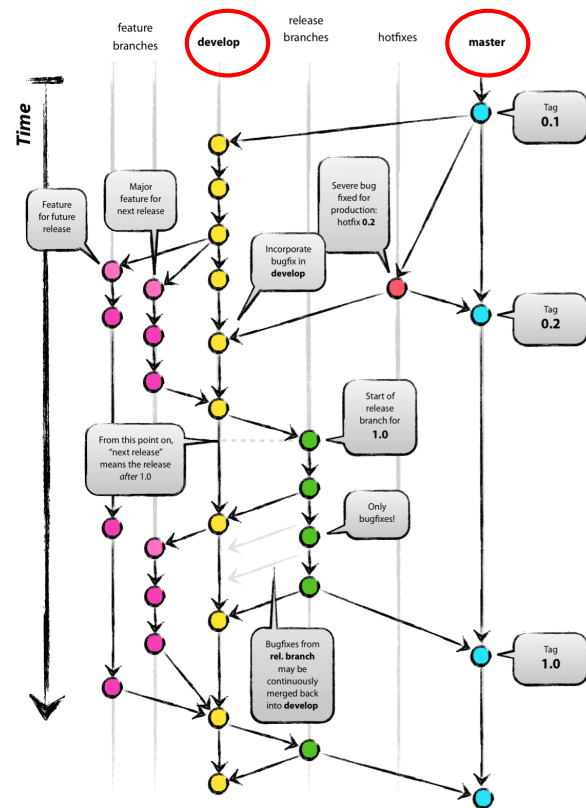 feature
branches
develop
release
branches
hotfixes
master
Time
Tag
0.1
Feature
for future
release
Major
feature for
next release
Severe bug
fixed for
production:
hotfix 0.2
Incorporate
bugfix in
develop
Tag
0.2
Start of
release
branch for
1.0
From this point on,
“next release”
means the release
after 1.0
Only
bugfixes!
Bugfixes from
rel. branch
may be
continuously
merged back
into develop
Tag
1.0